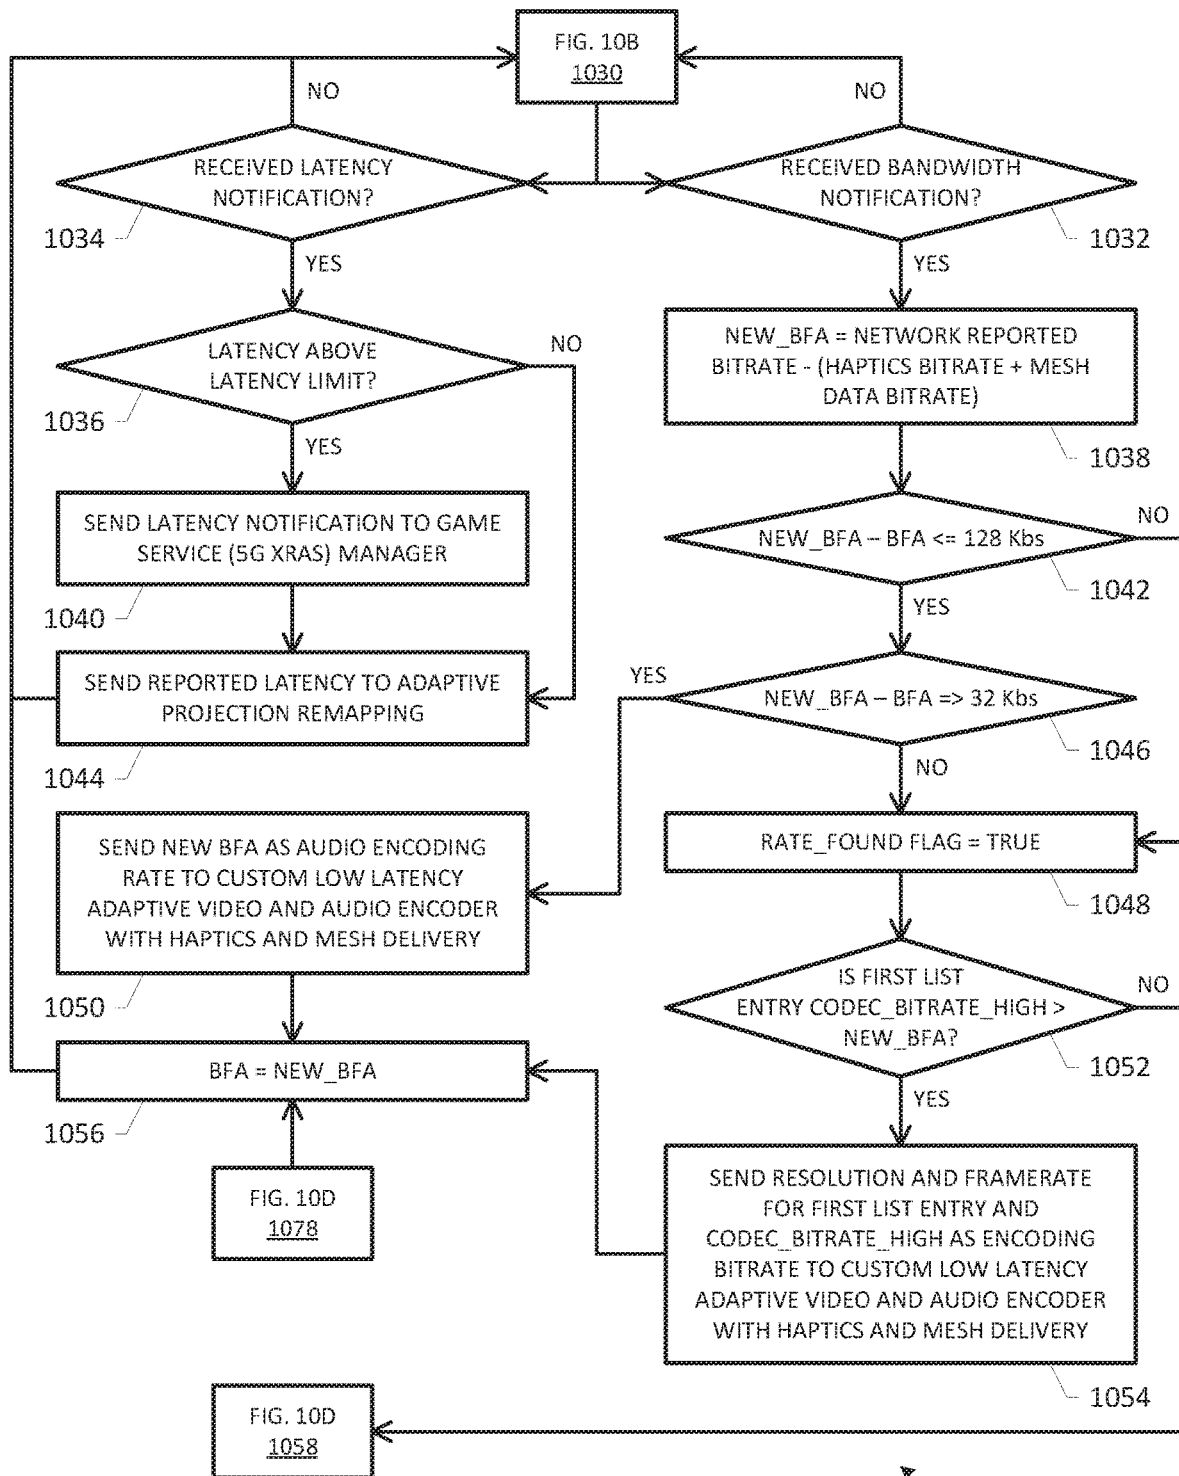 FIG. 10B
1030
NO
NO
RECEIVED LATENCY
NOTIFICATION?
1034
RECEIVED BANDWIDTH
NOTIFICATION?
1032
YES
YES
LATENCY ABOVE
LATENCY LIMIT?
NO
1036
NEW_BFA = NETWORK REPORTED
BITRATE - (HAPTICS BITRATE + MESH
DATA BITRATE)
1038
YES
SEND LATENCY NOTIFICATION TO GAME
SERVICE (5G XRAS) MANAGER
1040
NEW_BFA – BFA <= 128 Kbs
NO
1042
YES
SEND REPORTED LATENCY TO ADAPTIVE
PROJECTION REMAPPING
1044
YES
NEW_BFA – BFA => 32 Kbs
1046
NO
SEND NEW BFA AS AUDIO ENCODING
RATE TO CUSTOM LOW LATENCY
ADAPTIVE VIDEO AND AUDIO ENCODER
WITH HAPTICS AND MESH DELIVERY
1050
RATE_FOUND FLAG = TRUE
1048
IS FIRST LIST
ENTRY CODEC_BITRATE_HIGH >
NEW_BFA?
NO
1052
BFA = NEW_BFA
1056
YES
FIG. 10D
1078
SEND RESOLUTION AND FRAMERATE
FOR FIRST LIST ENTRY AND
CODEC_BITRATE_HIGH AS ENCODING
BITRATE TO CUSTOM LOW LATENCY
ADAPTIVE VIDEO AND AUDIO ENCODER
WITH HAPTICS AND MESH DELIVERY
1054
FIG. 10D
1058